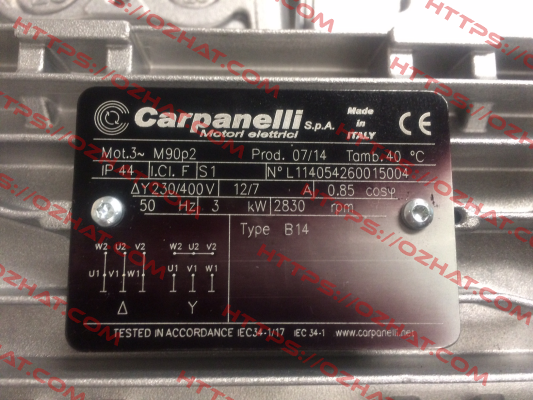 Carpanelli S.p.A. Made in ITALY CE
Motori elettrici
Mot.3~ M90p2 Prod. 07/14 Tamb.40 °C
IP 44 I.Cl. F S1 N° L114054260015004
ΔY230/400V 12/7 A 0.85 cosφ
50 Hz 3 kW 2830 rpm
Type B14
W2 U2 V2 W2 U2 V2
U1 V1 W1 U1 V1 W1
Δ Y
TESTED IN ACCORDANCE IEC34-1/17 IEC 34-1 www.carpanelli.net
HTTPS://OZHAT.COM